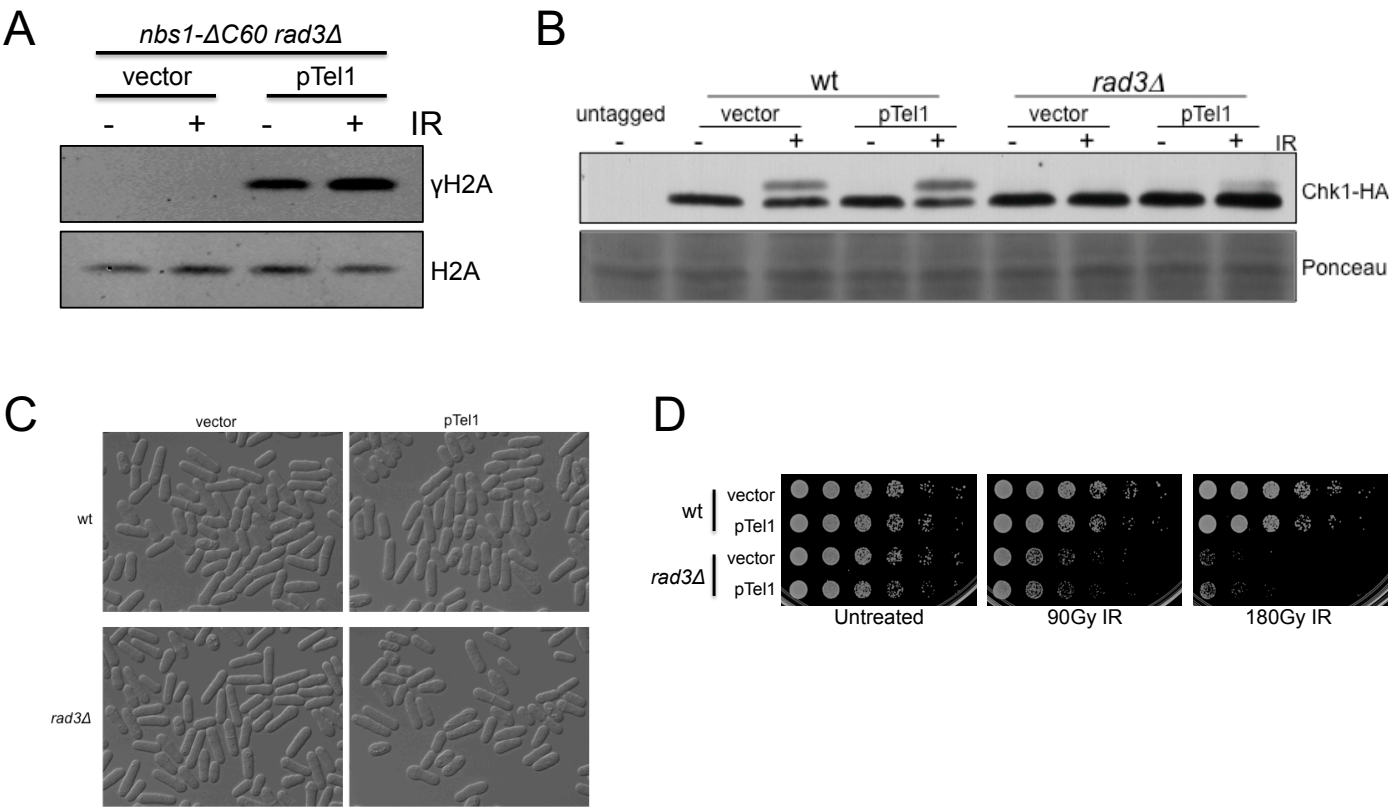 A
nbs1-ΔC60 rad3Δ
vector pTel1
- + - + IR
γH2A
H2A
B
wt rad3Δ
untagged vector pTel1 vector pTel1
- - + - + - + - + IR
Chk1-HA
Ponceau
C
vector pTel1
wt
rad3Δ
D
wt vector
pTel1
rad3Δ vector
pTel1
Untreated 90Gy IR 180Gy IR